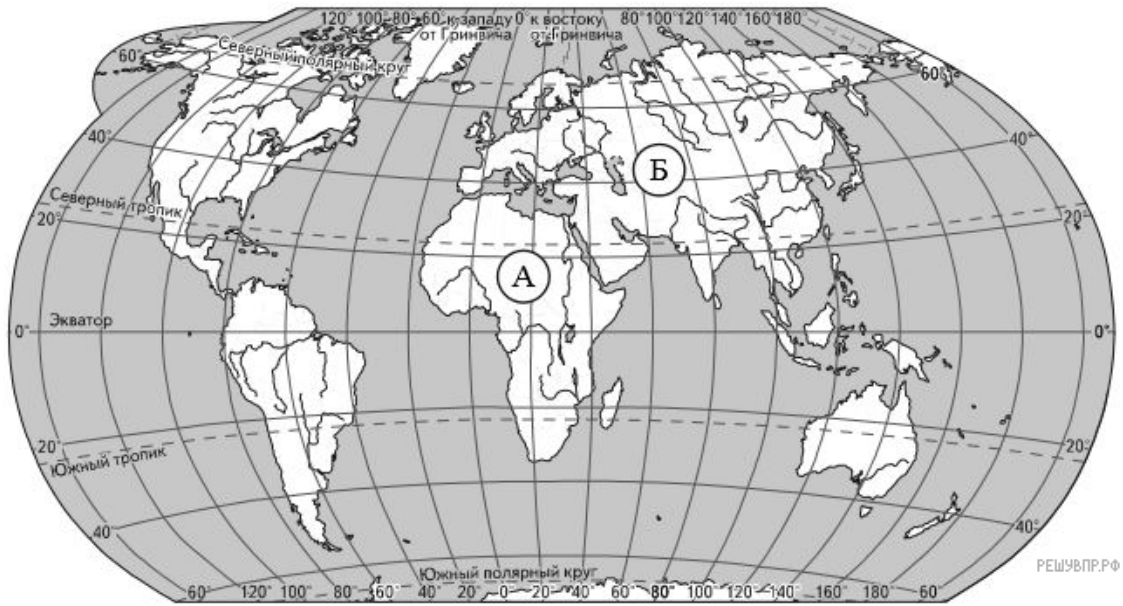 120° 100° 80° 60° к западу 0° к востоку 80° 100° 120° 140° 160° 180°
от Гринвича от Гринвича
Северный полярный круг
60° 60°
40° 40°
Б
Северный тропик
20° 20°
А
Экватор
0° 0°
20° 20°
Южный тропик
40 40°
РЕШУВПР.РФ
Южный полярный круг
60° 120° 100° 80° 60° 40° 20° 0° 20° 40° 60° 80° 100° 120° 140° 160° 180° 60°